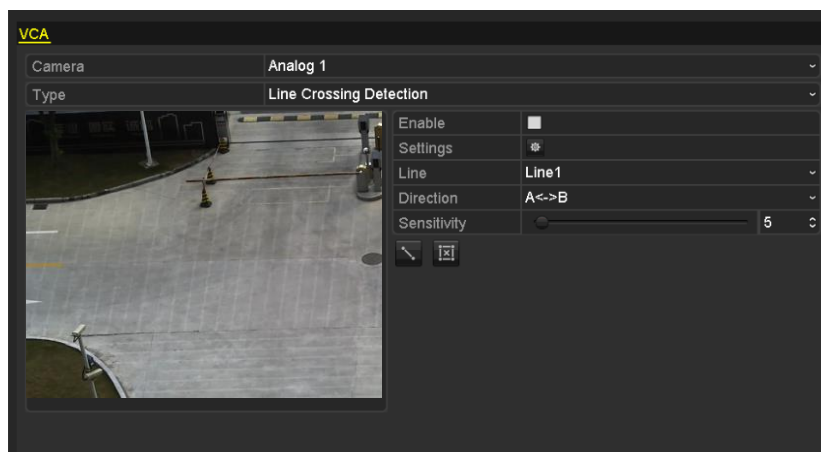 VCA
Camera Analog 1
Type Line Crossing Detection
Enable
Settings
Line Line1
Direction A<->B
Sensitivity 5